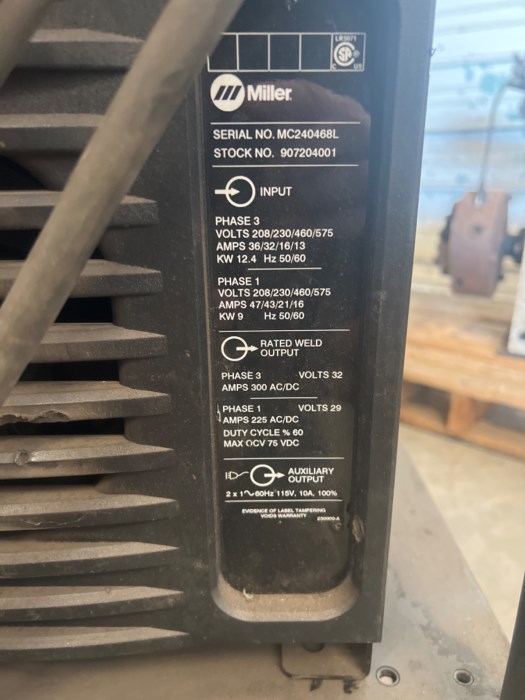 LR5071
CSA
C US
Miller
SERIAL NO. MC240468L
STOCK NO. 907204001
INPUT
PHASE 3
VOLTS 208/230/460/575
AMPS 36/32/16/13
KW 12.4 Hz 50/60
PHASE 1
VOLTS 208/230/460/575
AMPS 47/43/21/16
KW 9 Hz 50/60
RATED WELD
OUTPUT
PHASE 3 VOLTS 32
AMPS 300 AC/DC
PHASE 1 VOLTS 29
AMPS 225 AC/DC
DUTY CYCLE % 60
MAX OCV 75 VDC
AUXILIARY
OUTPUT
2 x 1~60Hz 115V, 10A, 100%
EVIDENCE OF LABEL TAMPERING
VOIDS WARRANTY